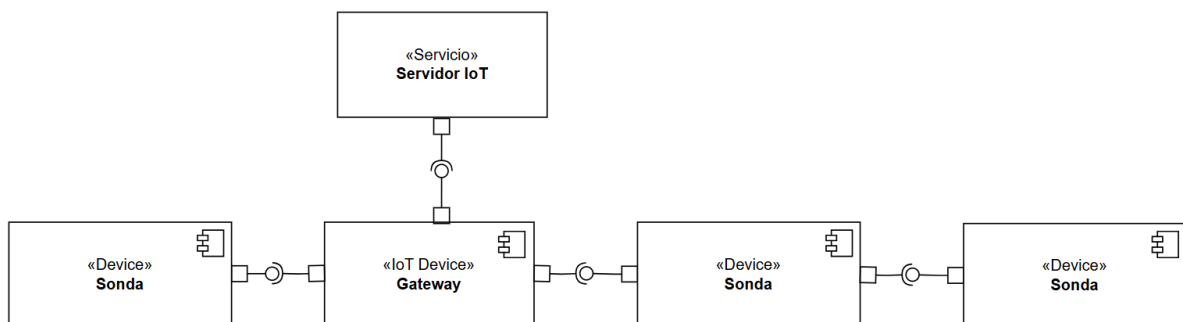 «Servicio»
Servidor IoT
«Device»
Sonda
«IoT Device»
Gateway
«Device»
Sonda
«Device»
Sonda